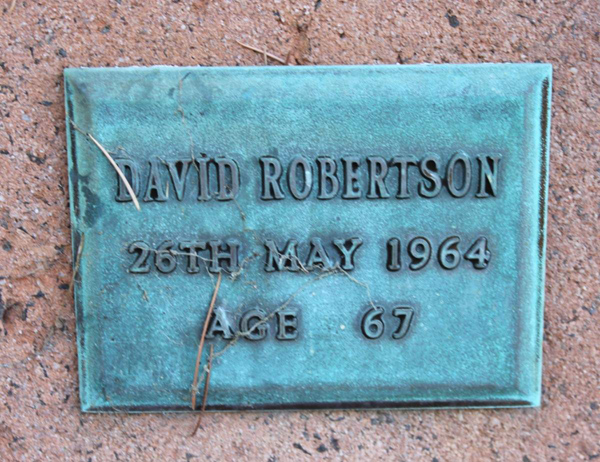 DAVID ROBERTSON
26TH MAY 1964
AGE 67